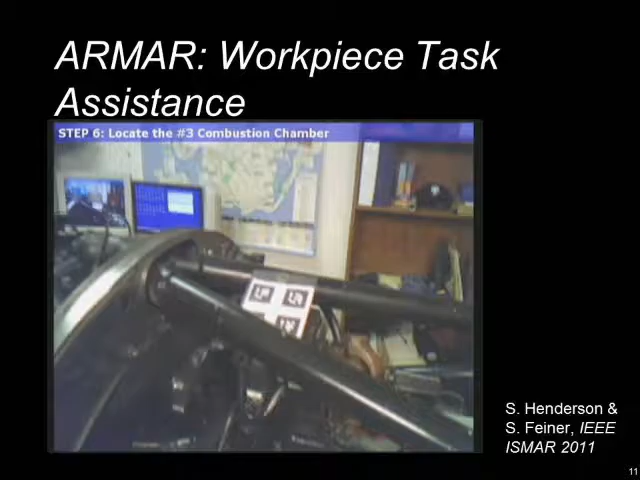 ARMAR: Workpiece Task
Assistance
STEP 6: Locate the #3 Combustion Chamber
S. Henderson &
S. Feiner, IEEE
ISMAR 2011
11